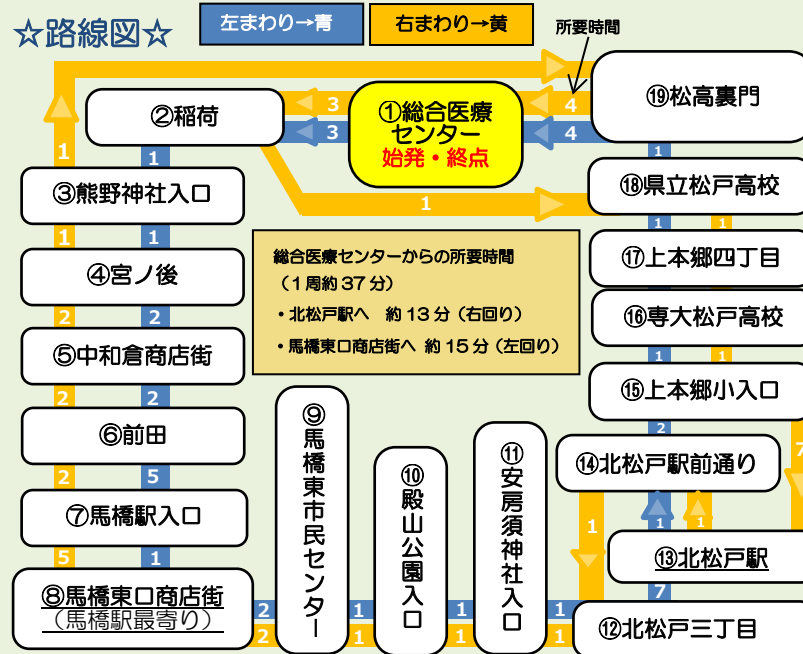 ☆路線図☆
左まわり→青
右まわり→黄
所要時間
①総合医療
センター
始発・終点
②稲荷
③熊野神社入口
④宮ノ後
⑤中和倉商店街
⑥前田
⑦馬橋駅入口
⑧馬橋東口商店街
(馬橋駅最寄り)
⑨馬橋東市民センター
⑩殿山公園入口
⑪安房須神社入口
⑫北松戸三丁目
⑬北松戸駅
⑭北松戸駅前通り
⑮上本郷小入口
⑯専大松戸高校
⑰上本郷四丁目
⑱県立松戸高校
⑲松高裏門
総合医療センターからの所要時間
(1周約37分)
・北松戸駅へ 約13分(右回り)
・馬橋東口商店街へ 約15分(左回り)
3
4
3
4
1
1
1
1
1
1
2
2
2
2
2
5
5
1
2
1
1
1
2
1
1
1
1
1
1
1
1
1
2
7
1
1
1
7